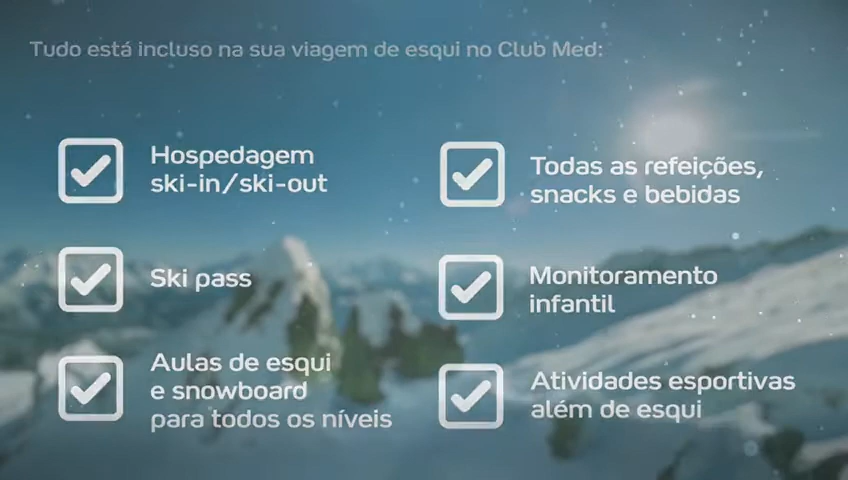 Tudo está incluso na sua viagem de esqui no Club Med:
Hospedagem
ski-in/ski-out
Ski pass
Aulas de esqui
e snowboard
para todos os níveis
Todas as refeições,
snacks e bebidas
Monitoramento
infantil
Atividades esportivas
além de esqui